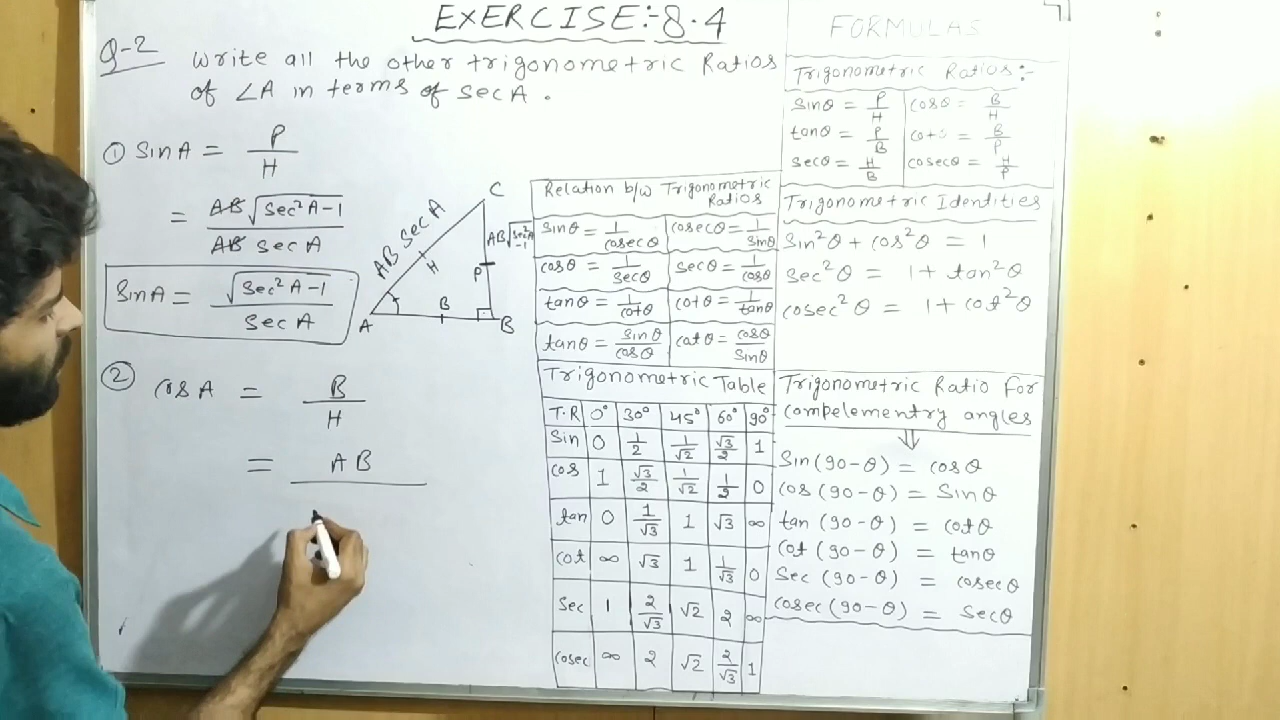 EXERCISE:-8.4
Q-2 Write all the other trigonometric Ratios
of ∠A in terms of sec A.
① Sin A = P/H
= AB√(Sec²A-1) / AB sec A
Sin A = √(Sec²A-1) / Sec A
② Cos A = B/H
= AB
C
AB sec A
H
AB√(Sec²A-1)
P
A
B
B
FORMULAS
Trigonometric Ratios:-
Sinθ = P/H cosθ = B/H
tanθ = P/B cot = B/P
Secθ = H/B cosecθ = H/P
Relation b/w Trigonometric
Ratios
Sinθ = 1/cosecθ cosecθ = 1/sinθ
cosθ = 1/secθ secθ = 1/cosθ
tanθ = 1/cotθ cotθ = 1/tanθ
tanθ = sinθ/cosθ cotθ = cosθ/sinθ
Trigonometric Identities
Sin²θ + cos²θ = 1
Sec²θ = 1 + tan²θ
cosec²θ = 1 + cot²θ
Trigonometric Table
T.R 0° 30° 45° 60° 90°
Sin 0 1/2 1/√2 √3/2 1
cos 1 √3/2 1/√2 1/2 0
tan 0 1/√3 1 √3 ∞
cot ∞ √3 1 1/√3 0
Sec 1 2/√3 √2 2 ∞
cosec ∞ 2 √2 2/√3 1
Trigonometric Ratio For
compelementry angles
⇓
Sin(90-θ) = cosθ
cos(90-θ) = Sinθ
tan(90-θ) = cotθ
cot(90-θ) = tanθ
Sec(90-θ) = cosecθ
cosec(90-θ) = Secθ